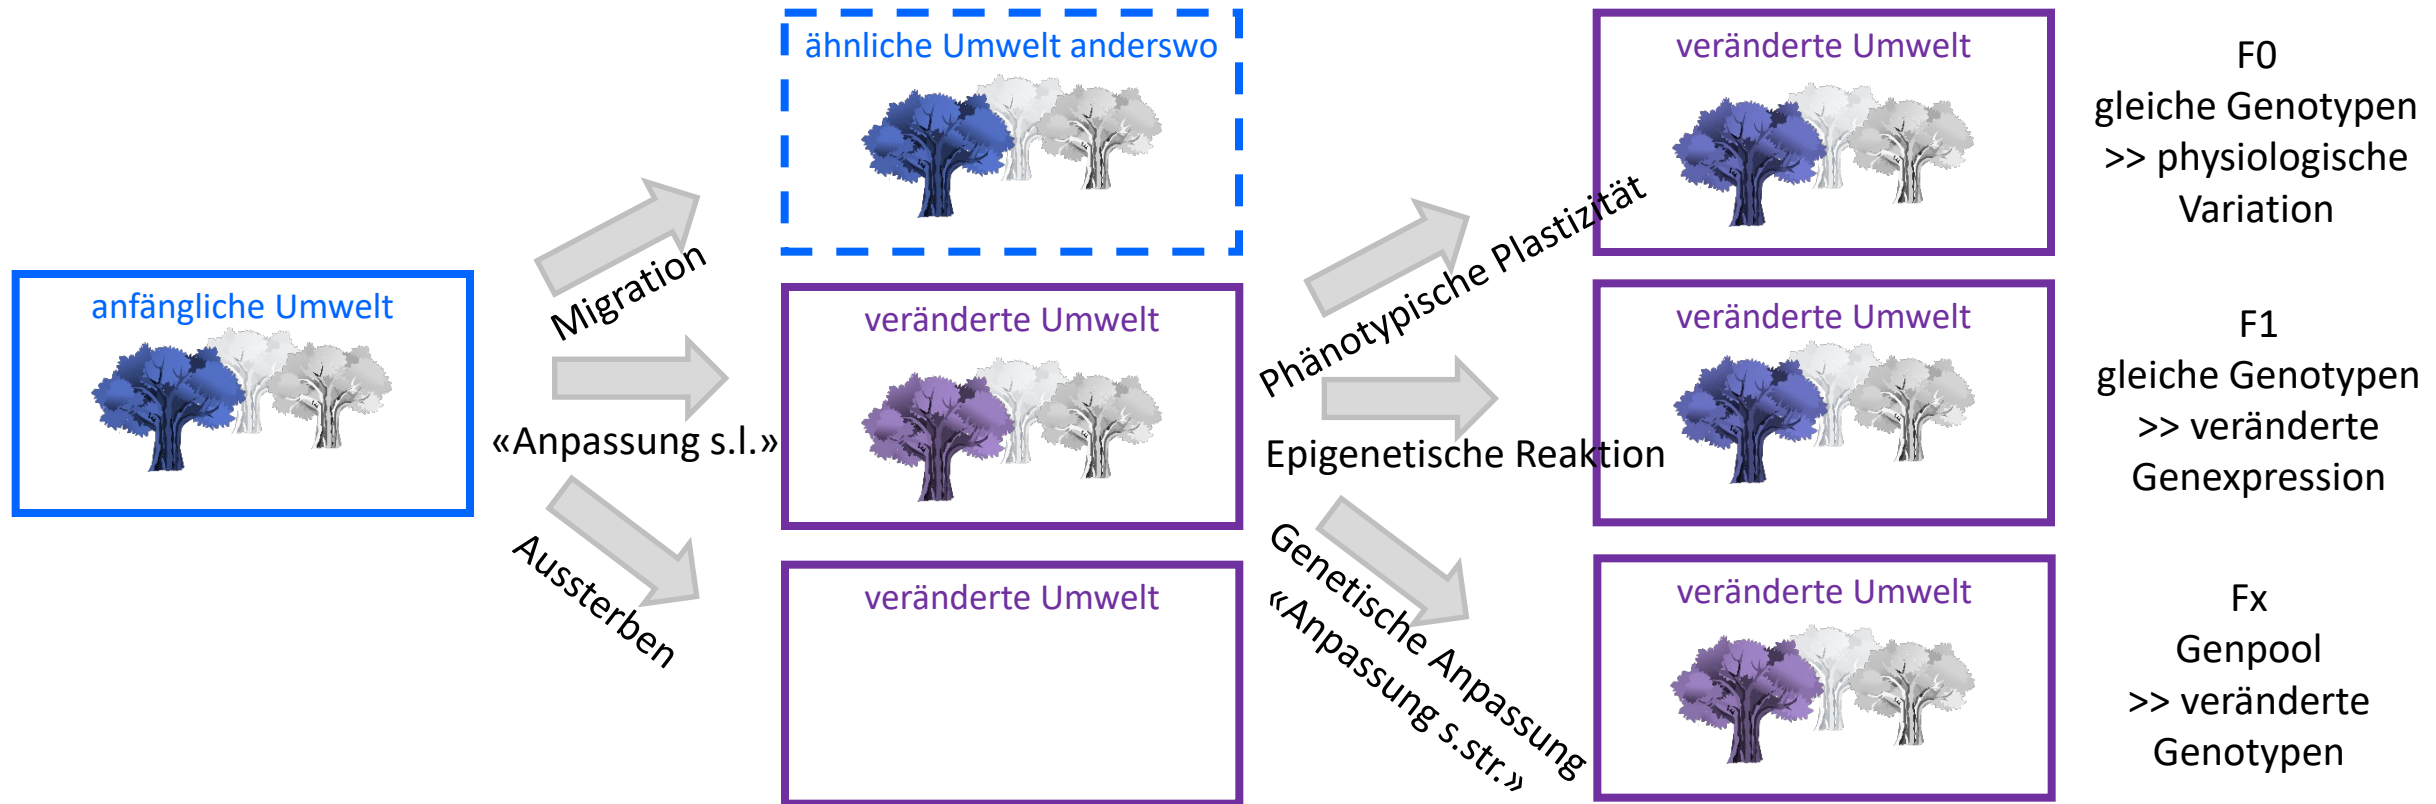 anfängliche Umwelt
Migration
«Anpassung s.l.»
Aussterben
ähnliche Umwelt anderswo
veränderte Umwelt
veränderte Umwelt
Phänotypische Plastizität
Epigenetische Reaktion
Genetische Anpassung
«Anpassung s.str.»
veränderte Umwelt
F0
gleiche Genotypen
>> physiologische
Variation
veränderte Umwelt
F1
gleiche Genotypen
>> veränderte
Genexpression
veränderte Umwelt
Fx
Genpool
>> veränderte
Genotypen